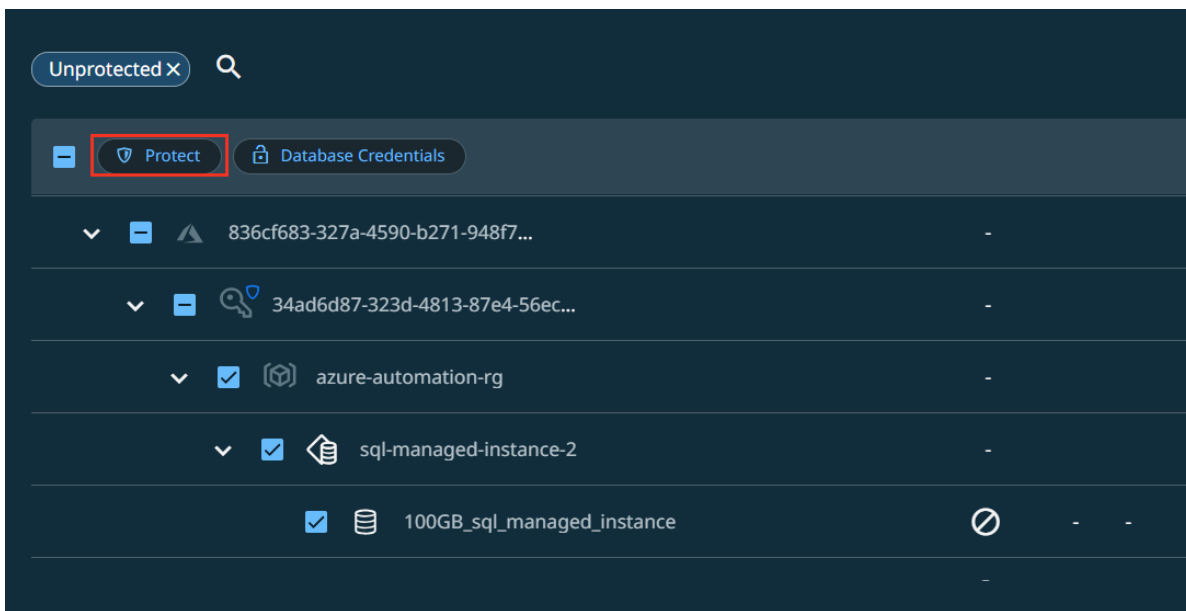 Unprotected
Protect Database Credentials
836cf683-327a-4590-b271-948f7... -
34ad6d87-323d-4813-87e4-56ec... -
azure-automation-rg -
sql-managed-instance-2 -
100GB_sql_managed_instance - -
-